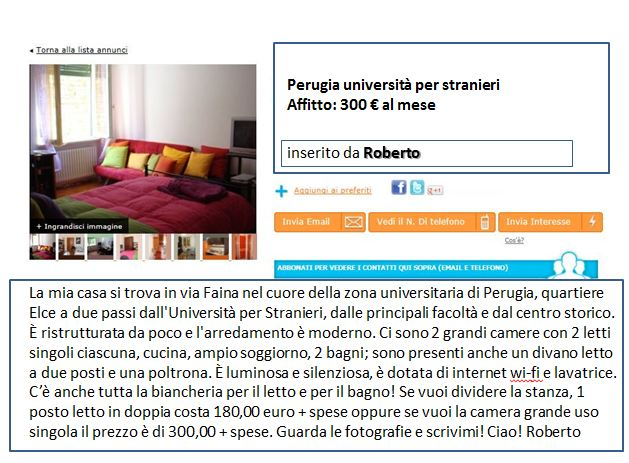 Torna alla lista annunci
Perugia università per stranieri
Affitto: 300 € al mese
inserito da Roberto
+ Ingrandisci immagine
Aggiungi ai preferiti
+1
Invia Email
Vedi il N. Di telefono
Invia Interesse
Cos'è?
ABBONATI PER VEDERE I CONTATTI QUI SOPRA (EMAIL E TELEFONO)
La mia casa si trova in via Faina nel cuore della zona universitaria di Perugia, quartiere
Elce a due passi dall'Università per Stranieri, dalle principali facoltà e dal centro storico.
È ristrutturata da poco e l'arredamento è moderno. Ci sono 2 grandi camere con 2 letti
singoli ciascuna, cucina, ampio soggiorno, 2 bagni; sono presenti anche un divano letto
a due posti e una poltrona. È luminosa e silenziosa, è dotata di internet wi-fi e lavatrice.
C’è anche tutta la biancheria per il letto e per il bagno! Se vuoi dividere la stanza, 1
posto letto in doppia costa 180,00 euro + spese oppure se vuoi la camera grande uso
singola il prezzo è di 300,00 + spese. Guarda le fotografie e scrivimi! Ciao! Roberto